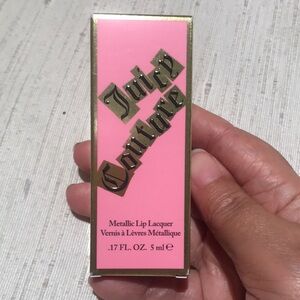 Juicy
Couture
Metallic Lip Lacquer
Vernis à Lèvres Métallique
.17 FL. OZ. 5 ml ℮